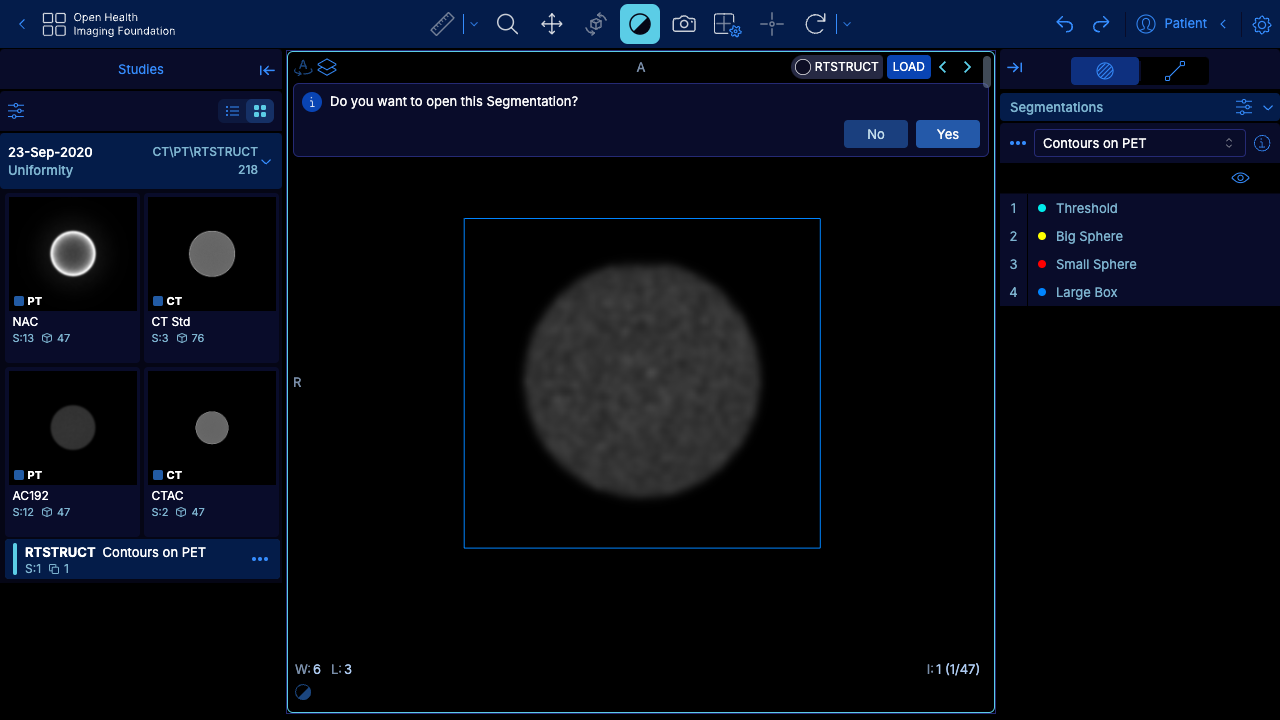 Open Health
Imaging Foundation
Patient
Studies
A
RTSTRUCT
LOAD
Do you want to open this Segmentation?
No
Yes
Segmentations
Contours on PET
23-Sep-2020
CT\PT\RTSTRUCT
Uniformity
218
1 Threshold
2 Big Sphere
3 Small Sphere
4 Large Box
PT
CT
NAC
CT Std
S:13 47
S:3 76
R
PT
CT
AC192
CTAC
S:12 47
S:2 47
RTSTRUCT Contours on PET
S:1 1
W: 6 L: 3
I: 1 (1/47)